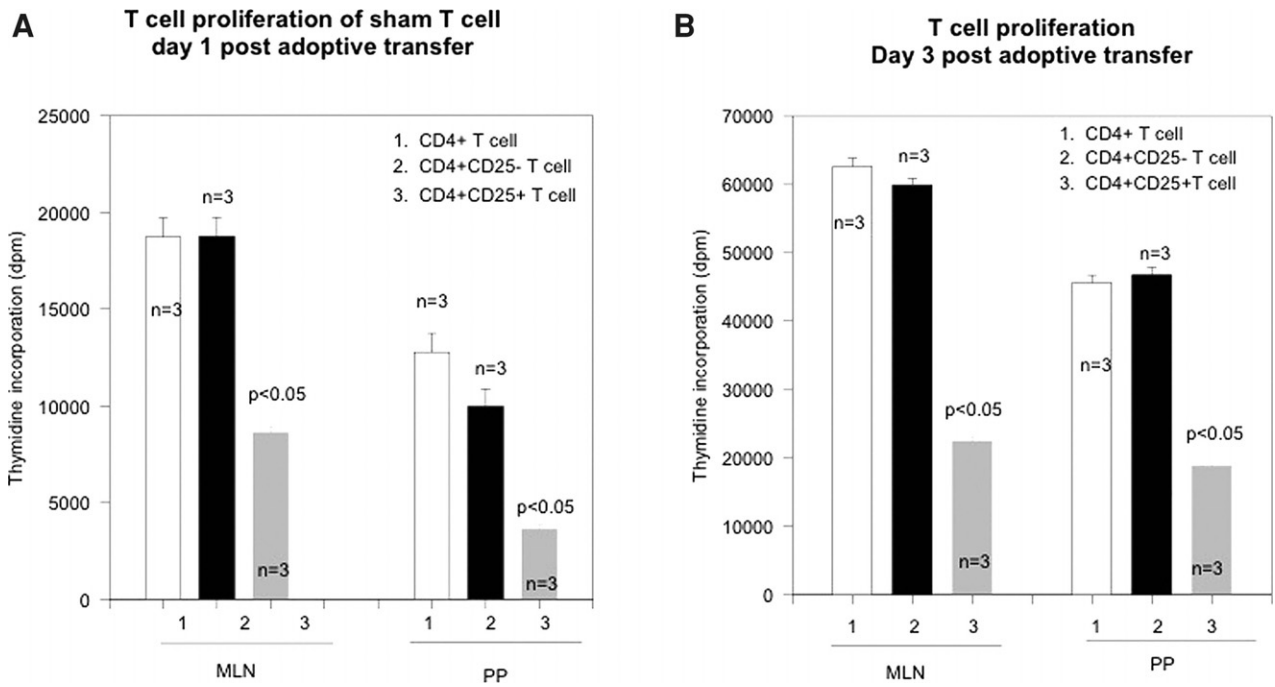 A
T cell proliferation of sham T cell
day 1 post adoptive transfer
Thymidine incorporation (dpm)
25000
20000
15000
10000
5000
0
1. CD4+ T cell
2. CD4+CD25- T cell
3. CD4+CD25+ T cell
n=3
n=3
p<0.05
n=3
n=3
n=3
p<0.05
n=3
1 2 3
1 2 3
MLN
PP
B
T cell proliferation
Day 3 post adoptive transfer
Thymidine incorporation (dpm)
70000
60000
50000
40000
30000
20000
10000
0
1. CD4+ T cell
2. CD4+CD25- T cell
3. CD4+CD25+T cell
n=3
n=3
p<0.05
n=3
n=3
n=3
p<0.05
n=3
1 2 3
1 2 3
MLN
PP